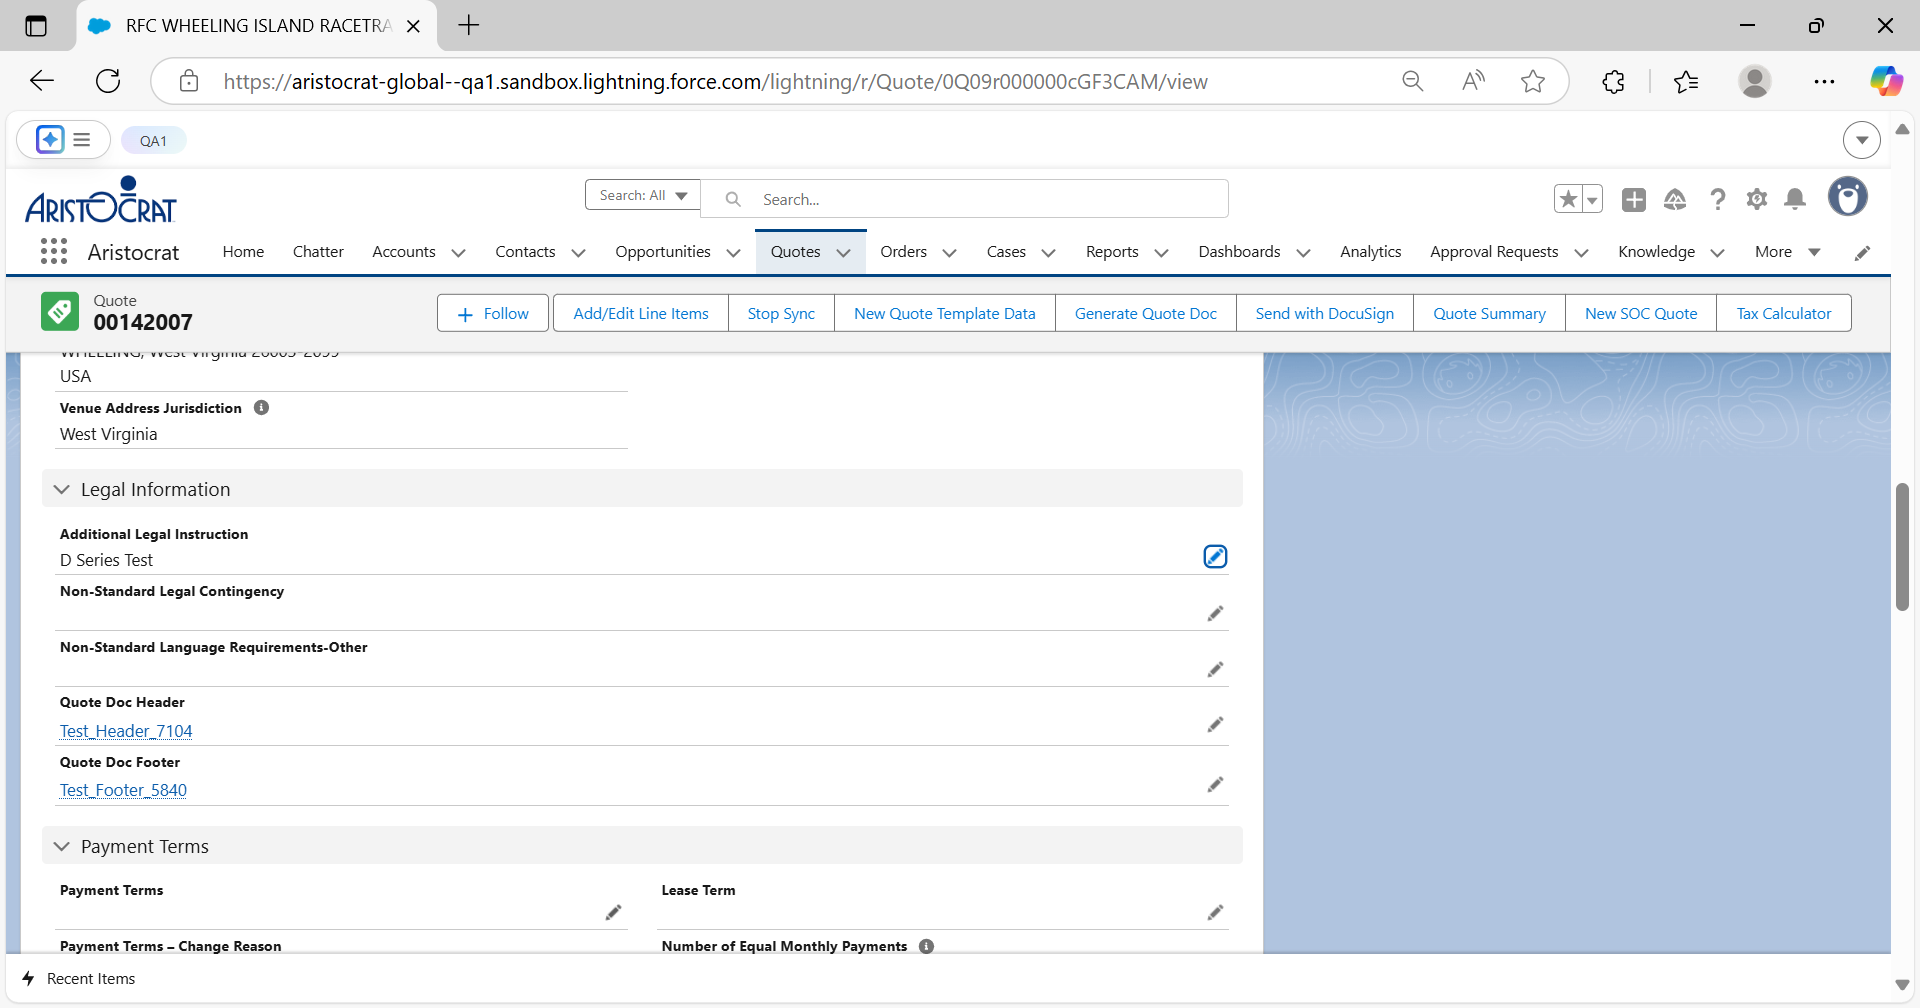 RFC WHEELING ISLAND RACETRA
https://aristocrat-global--qa1.sandbox.lightning.force.com/lightning/r/Quote/0Q09r000000cGF3CAM/view
QA1
ARISTOCRAT
Search: All
Search...
Aristocrat
Home
Chatter
Accounts
Contacts
Opportunities
Quotes
Orders
Cases
Reports
Dashboards
Analytics
Approval Requests
Knowledge
More
Quote
00142007
Follow
Add/Edit Line Items
Stop Sync
New Quote Template Data
Generate Quote Doc
Send with DocuSign
Quote Summary
New SOC Quote
Tax Calculator
WHEELING, West Virginia 26003-2099
USA
Venue Address Jurisdiction
West Virginia
Legal Information
Additional Legal Instruction
D Series Test
Non-Standard Legal Contingency
Non-Standard Language Requirements-Other
Quote Doc Header
Test_Header_7104
Quote Doc Footer
Test_Footer_5840
Payment Terms
Payment Terms
Lease Term
Payment Terms – Change Reason
Number of Equal Monthly Payments
Recent Items